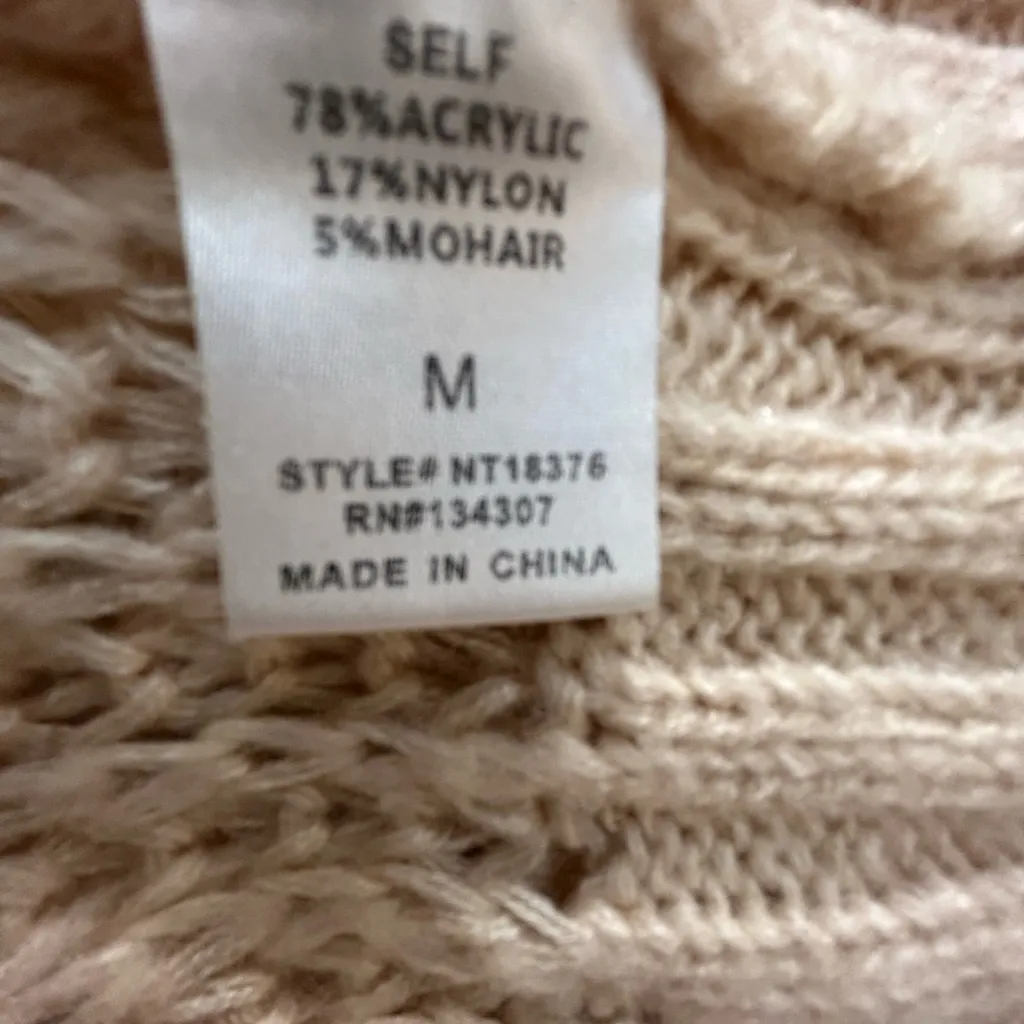 SELF
78%ACRYLIC
17%NYLON
5%MOHAIR
M
STYLE# NT18376
RN#134307
MADE IN CHINA